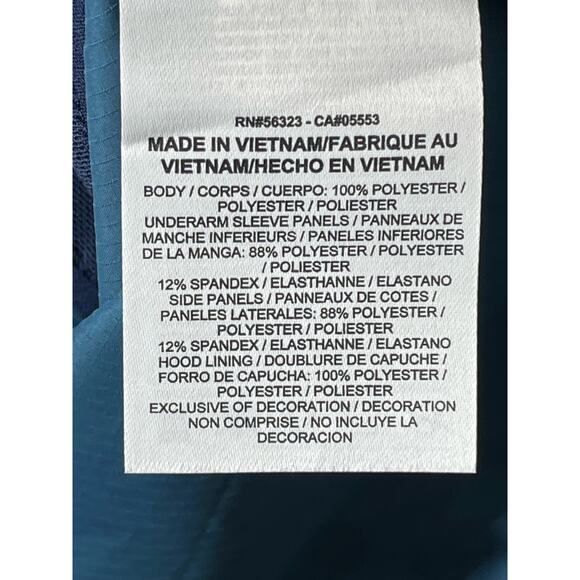 RN#56323 - CA#05553
MADE IN VIETNAM/FABRIQUE AU
VIETNAM/HECHO EN VIETNAM
BODY / CORPS / CUERPO: 100% POLYESTER /
POLYESTER / POLIESTER
UNDERARM SLEEVE PANELS / PANNEAUX DE
MANCHE INFERIEURS / PANELES INFERIORES
DE LA MANGA: 88% POLYESTER / POLYESTER
/ POLIESTER
12% SPANDEX / ELASTHANNE / ELASTANO
SIDE PANELS / PANNEAUX DE COTES /
PANELES LATERALES: 88% POLYESTER /
POLYESTER / POLIESTER
12% SPANDEX / ELASTHANNE / ELASTANO
HOOD LINING / DOUBLURE DE CAPUCHE /
FORRO DE CAPUCHA: 100% POLYESTER /
POLYESTER / POLIESTER
EXCLUSIVE OF DECORATION / DECORATION
NON COMPRISE / NO INCLUYE LA
DECORACION